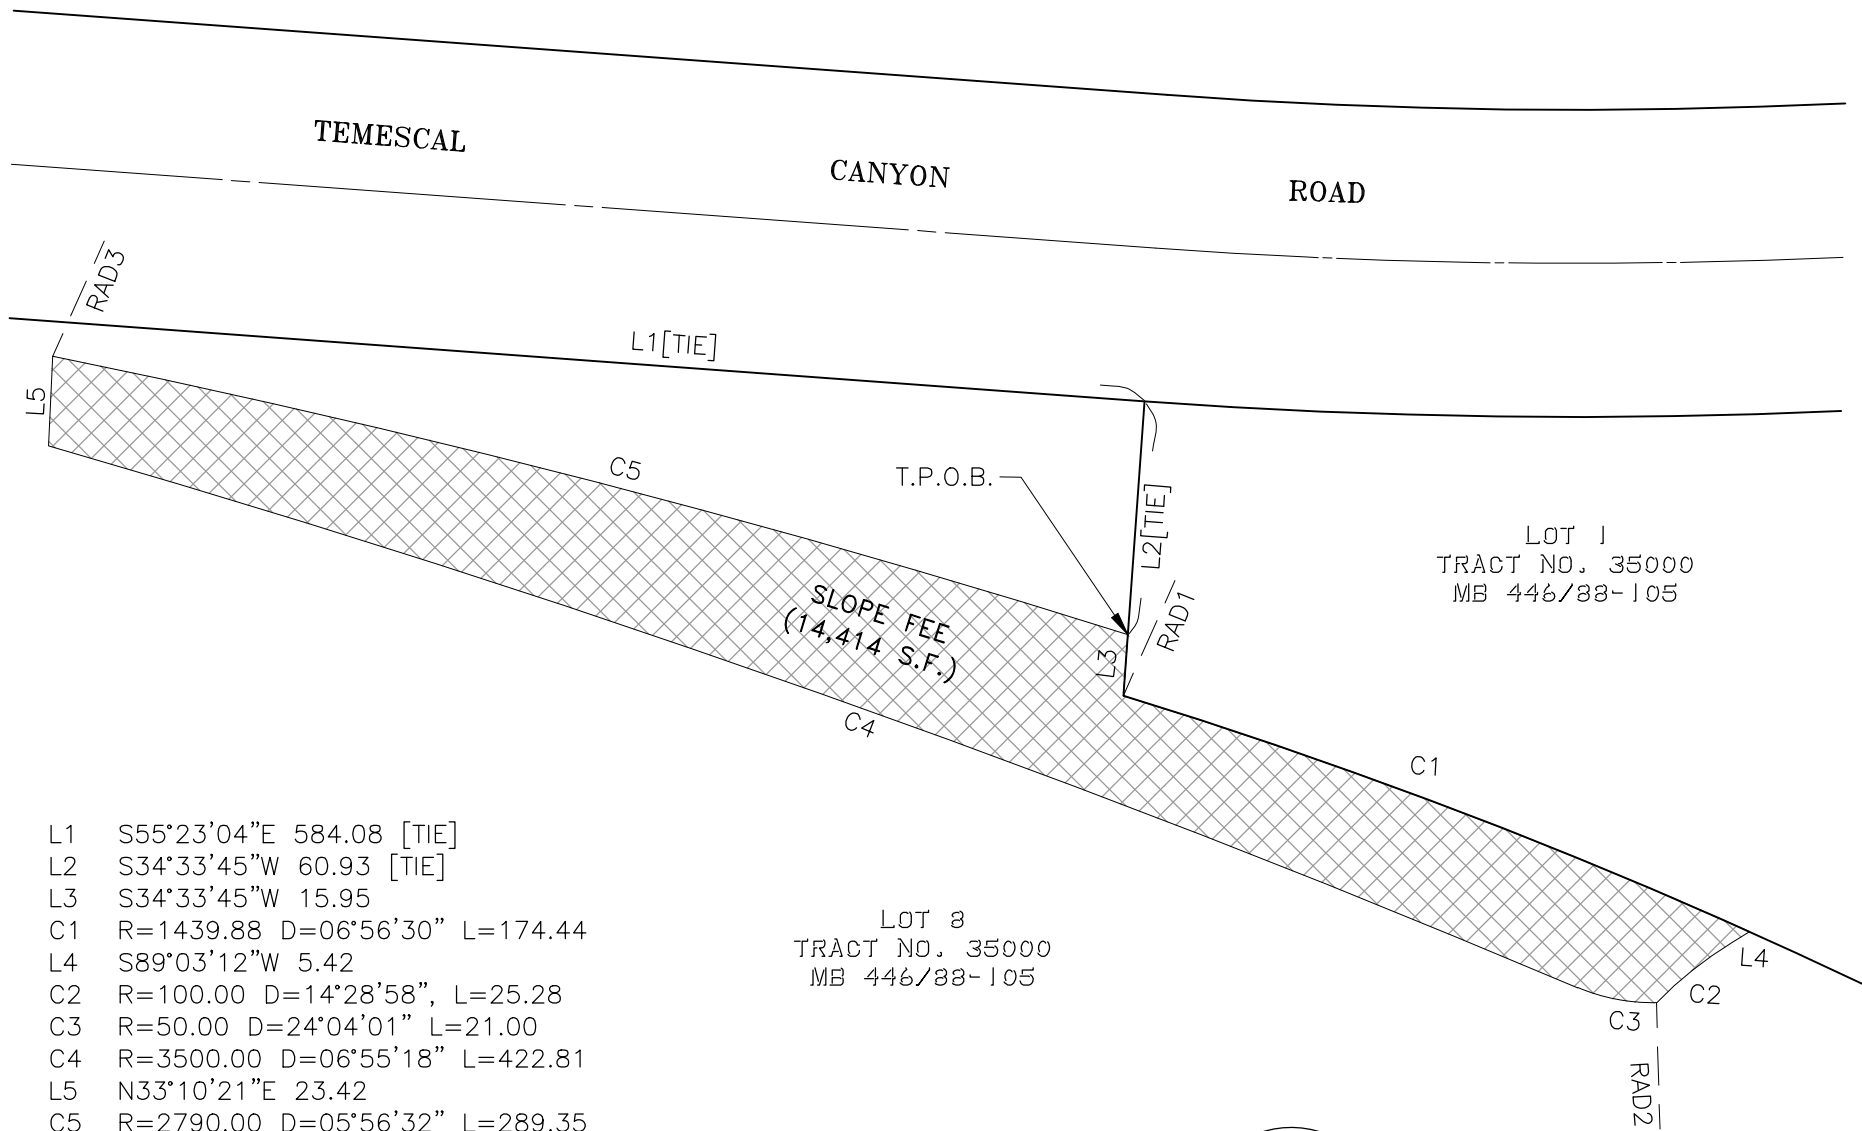 TEMESCAL CANYON ROAD
RAD3
L1[TIE]
L5
C5
T.P.O.B.
L2[TIE]
LOT 1
TRACT NO. 35000
MB 446/88-105
SLOPE FEE
(14,414 S.F.)
RAD1
L3
C4
C1
L1 S55°23'04"E 584.08 [TIE]
L2 S34°33'45"W 60.93 [TIE]
L3 S34°33'45"W 15.95
C1 R=1439.88 D=06°56'30" L=174.44
L4 S89°03'12"W 5.42
C2 R=100.00 D=14°28'58", L=25.28
C3 R=50.00 D=24°04'01" L=21.00
C4 R=3500.00 D=06°55'18" L=422.81
L5 N33°10'21"E 23.42
C5 R=2790.00 D=05°56'32" L=289.35
LOT 8
TRACT NO. 35000
MB 446/88-105
L4
C2
C3
RAD2